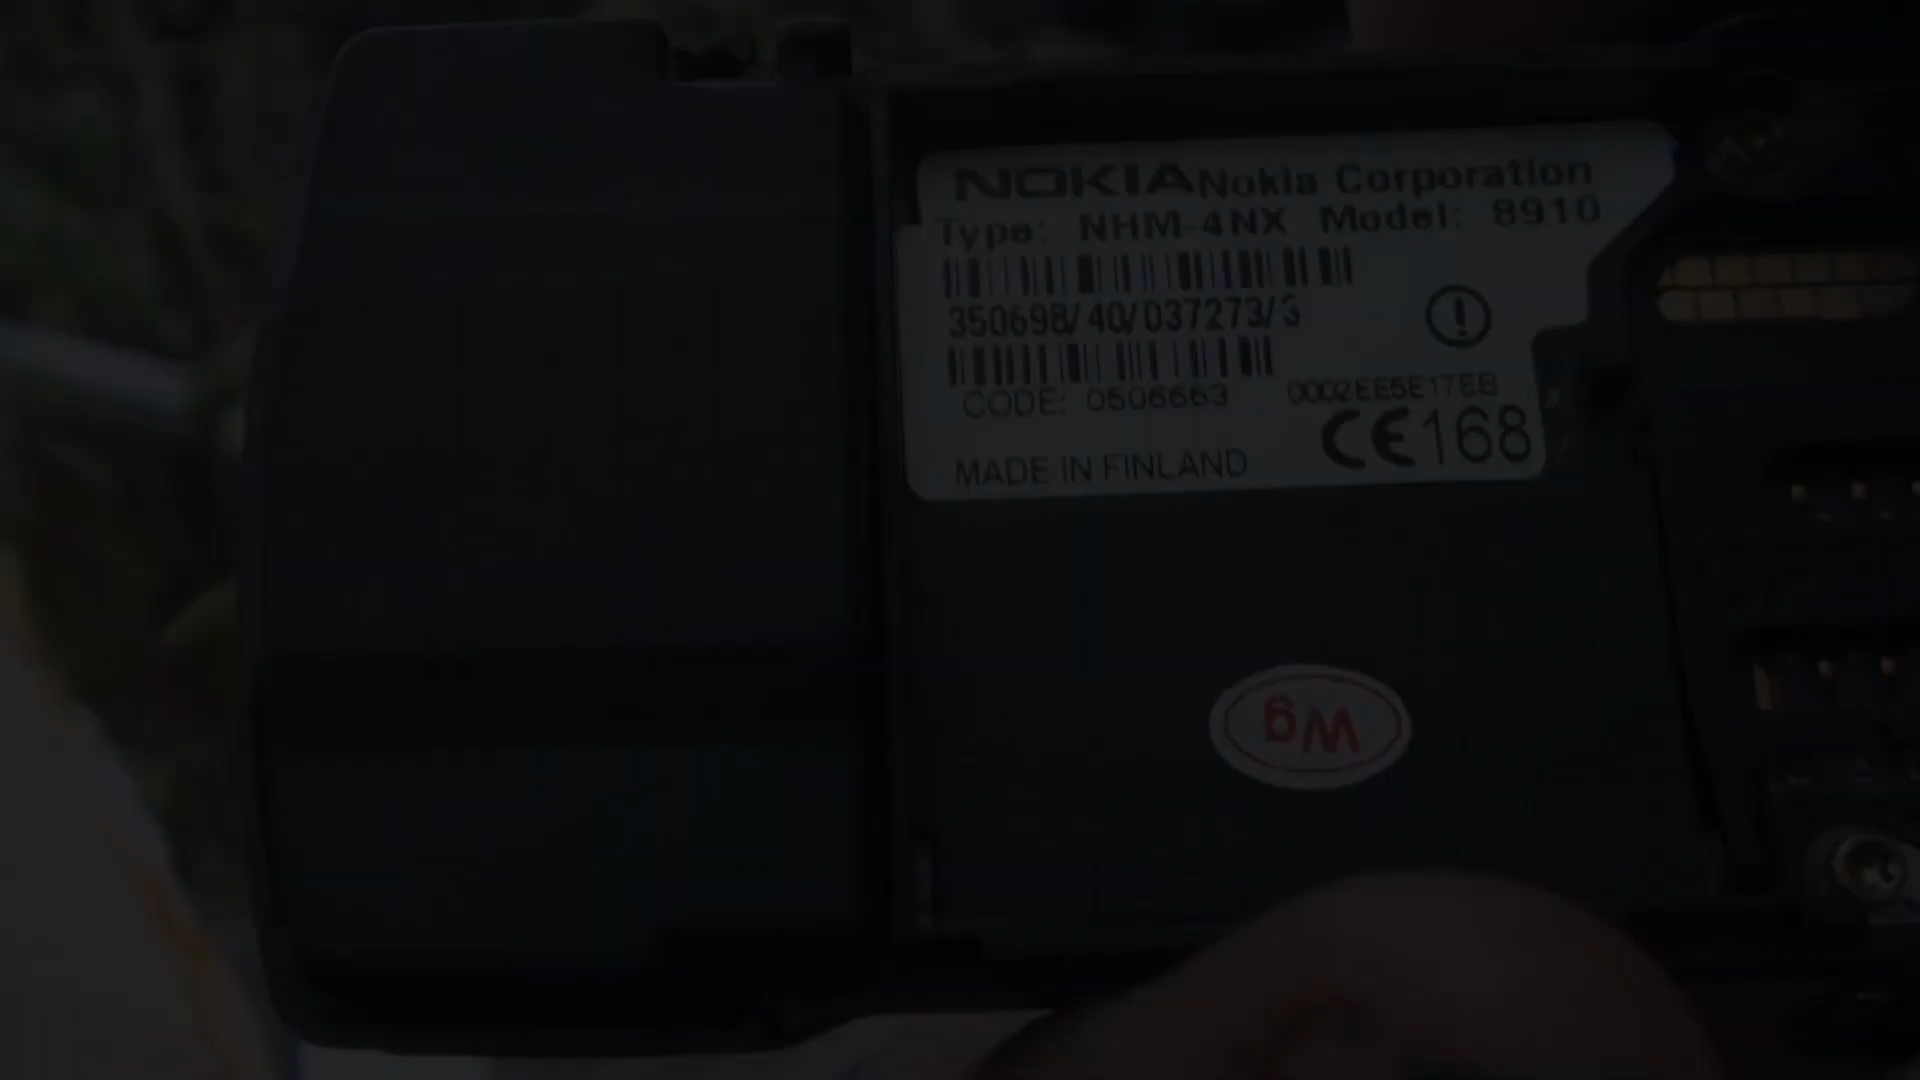 NOKIA Nokia Corporation
Type: NHM-4NX Model: 8910
350698/40/037273/3
CODE: 0506663 0002EE5E17EB
CE168
MADE IN FINLAND
Wg